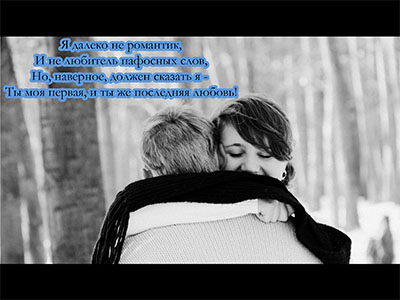 Я далеко не романтик,
И не любитель пафосных слов,
Но, наверное, должен сказать я -
Ты моя первая, и ты же последняя любовь!